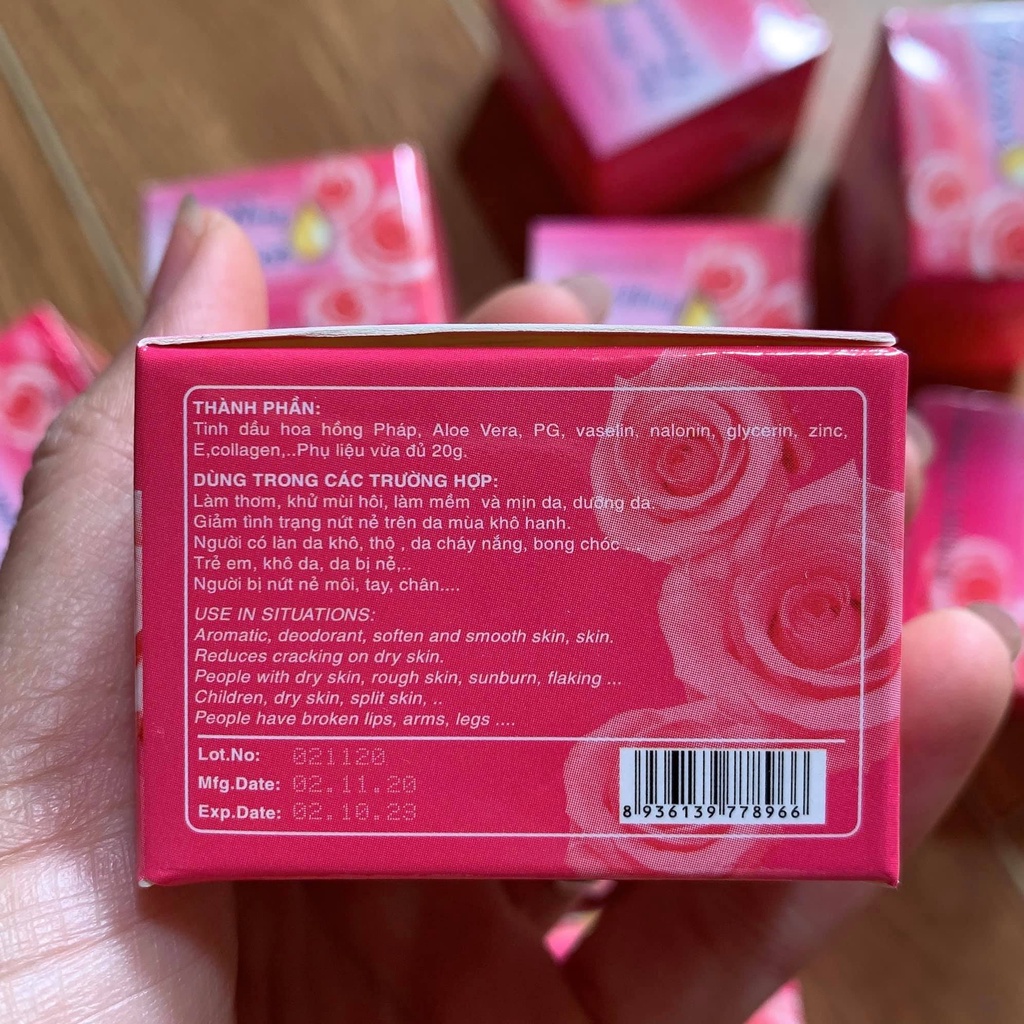 THÀNH PHẦN:
Tinh dầu hoa hồng Pháp, Aloe Vera, PG, vaselin, nalonin, glycerin, zinc,
E,collagen,..Phụ liệu vừa đủ 20g.
DÙNG TRONG CÁC TRƯỜNG HỢP:
Làm thơm, khử mùi hôi, làm mềm và mịn da, dưỡng da.
Giảm tình trạng nứt nẻ trên da mùa khô hanh.
Người có làn da khô, thộ , da cháy nắng, bong chóc ...
Trẻ em, khô da, da bị nẻ,..
Người bị nứt nẻ môi, tay, chân....
USE IN SITUATIONS:
Aromatic, deodorant, soften and smooth skin, skin.
Reduces cracking on dry skin.
People with dry skin, rough skin, sunburn, flaking ...
Children, dry skin, split skin, ..
People have broken lips, arms, legs ....
Lot.No: 021120
Mfg.Date: 02.11.20
Exp.Date: 02.10.23
8 936139 778966